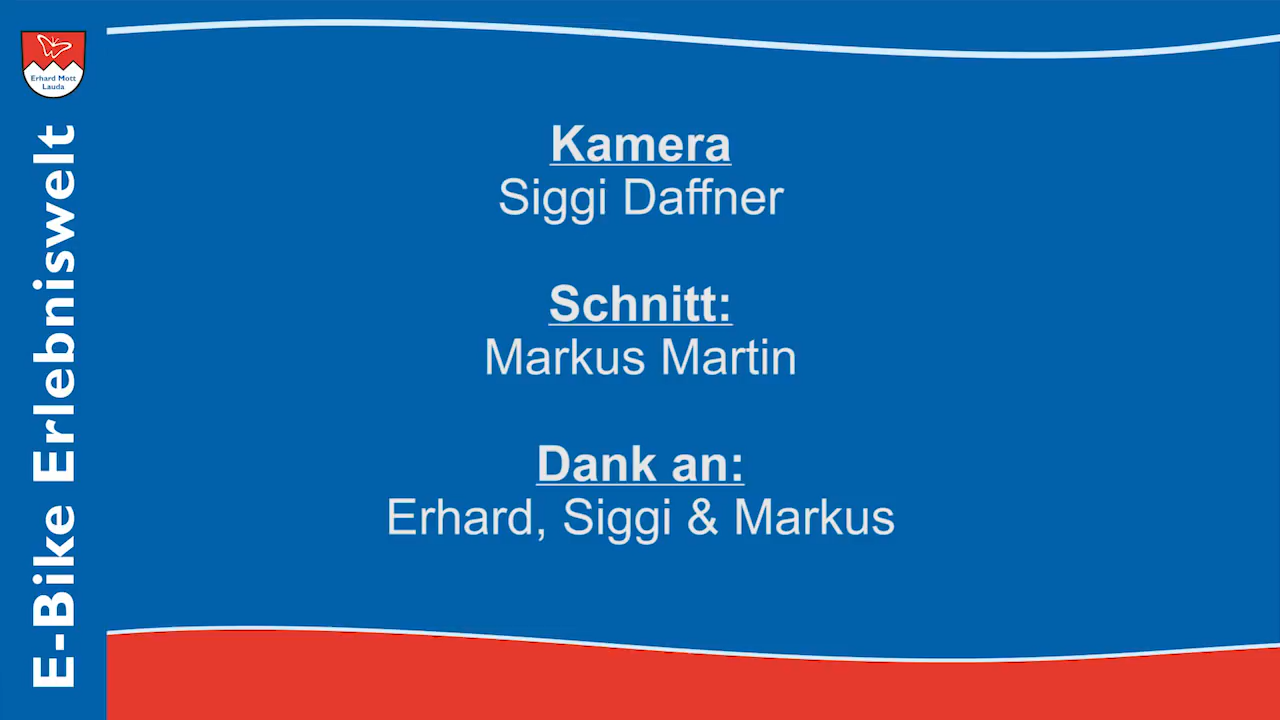 Erhard Mott
Lauda
E-Bike Erlebniswelt
Kamera
Siggi Daffner
Schnitt:
Markus Martin
Dank an:
Erhard, Siggi & Markus